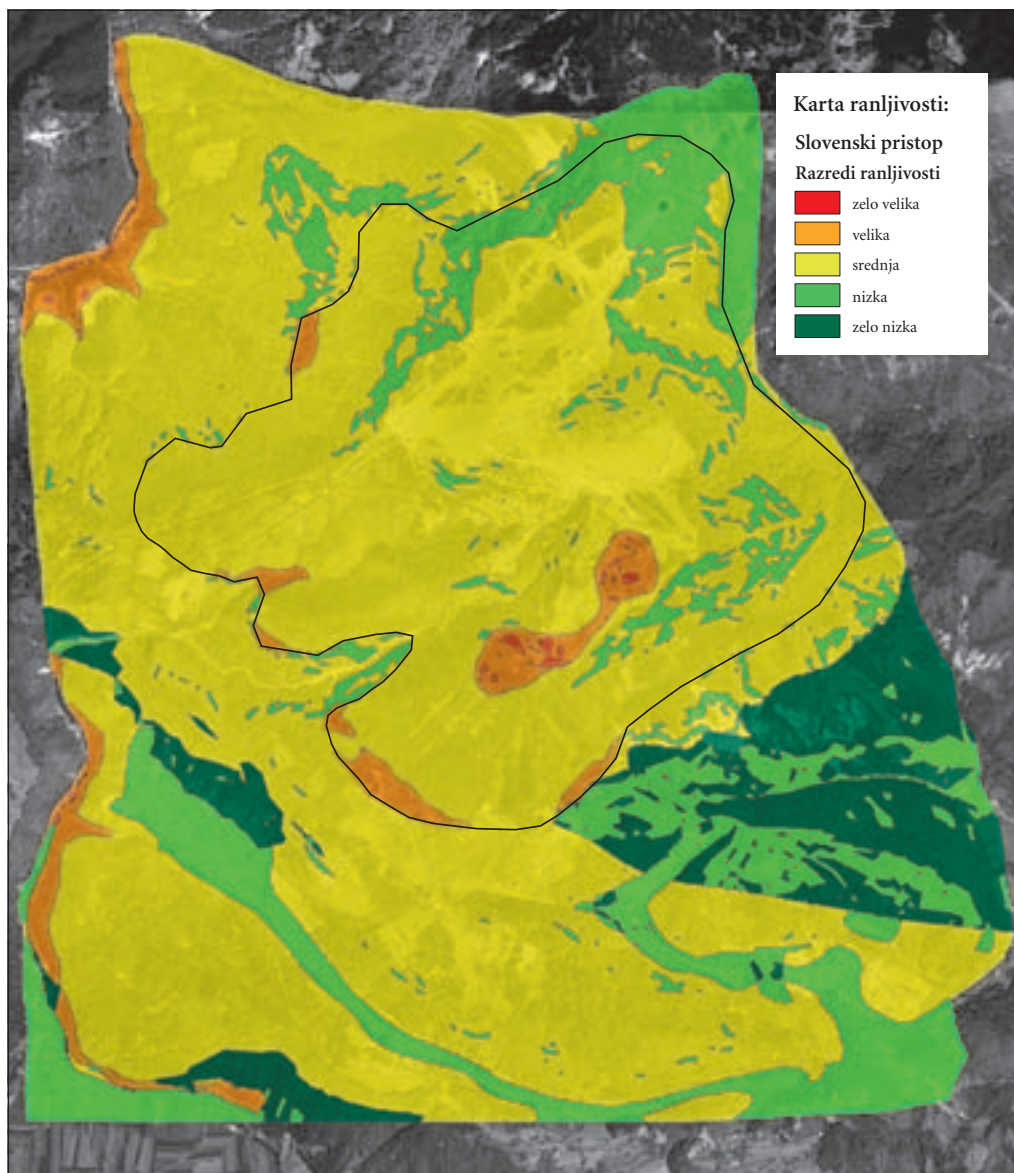 Karta ranljivosti:
Slovenski pristop
Razredi ranljivosti
zelo velika
velika
srednja
nizka
zelo nizka